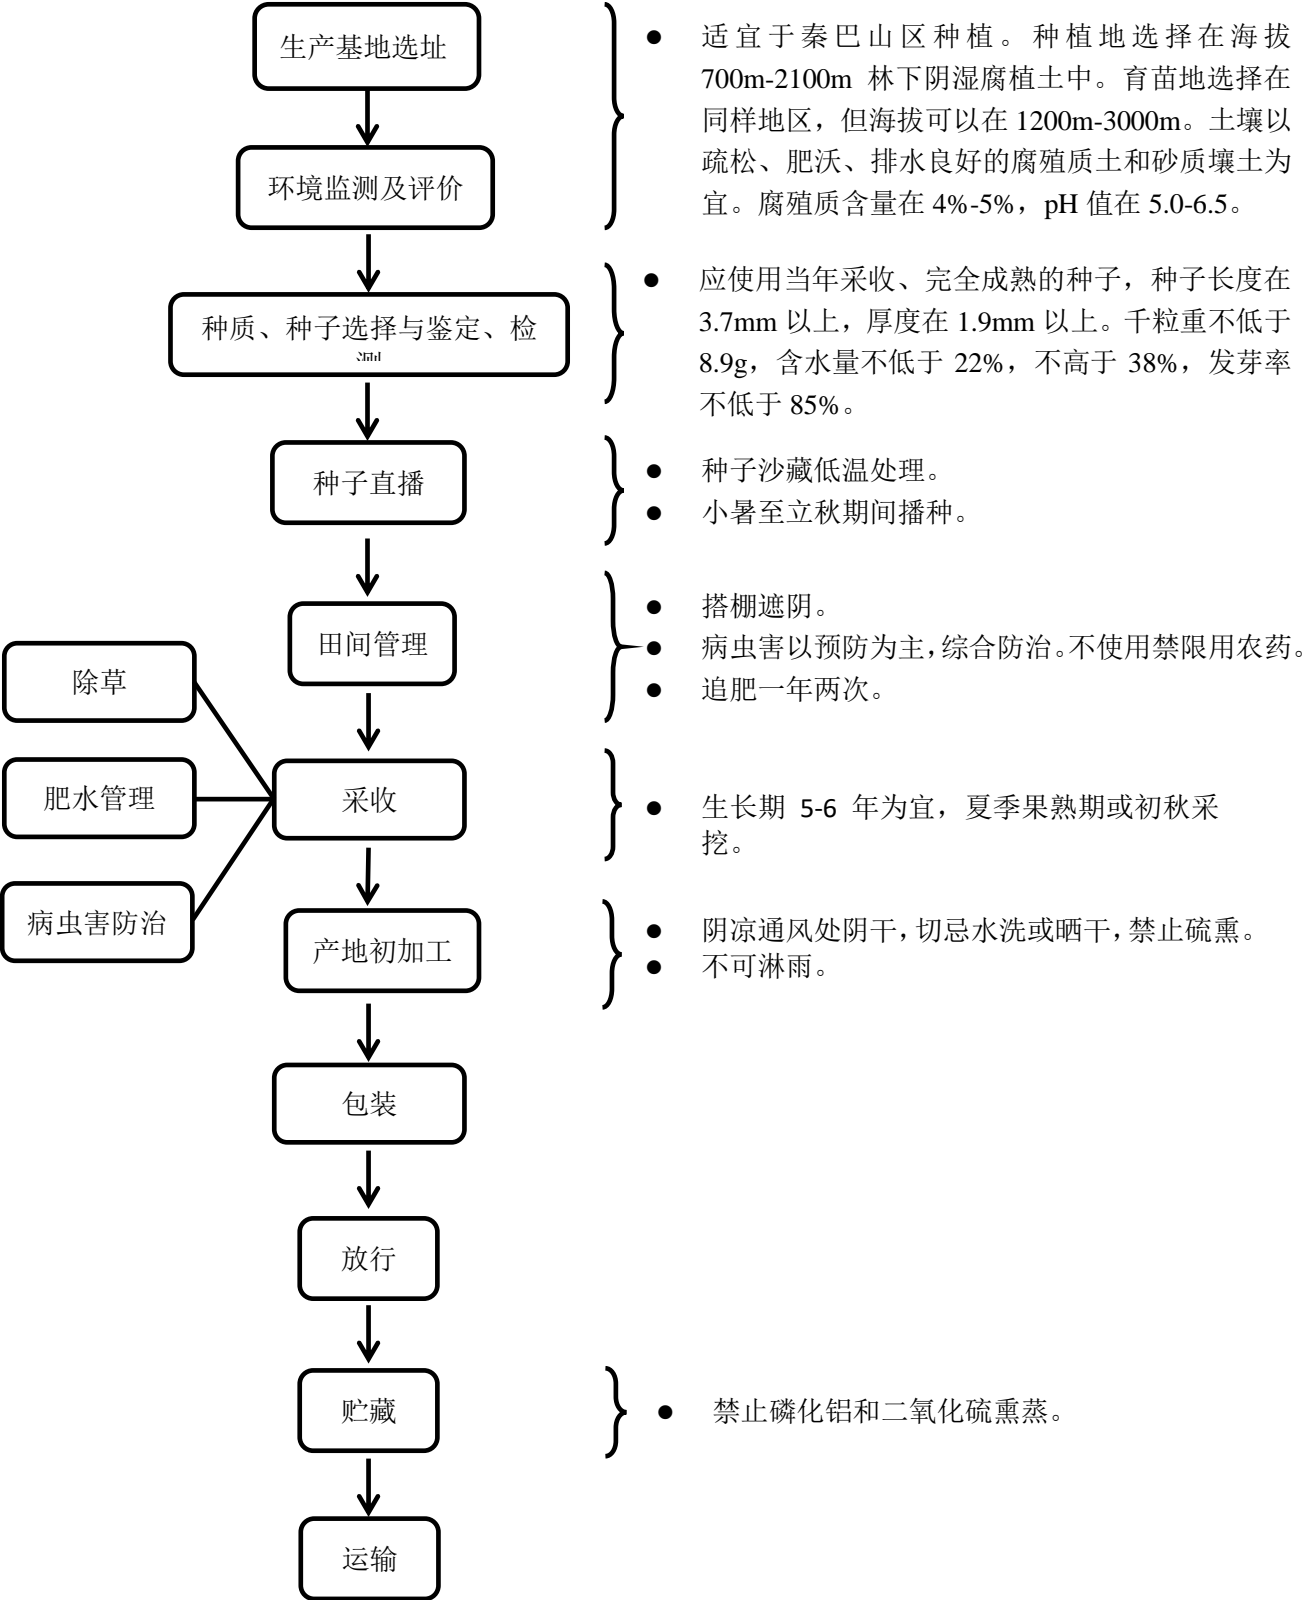 生产基地选址
● 适宜于秦巴山区种植。种植地选择在海拔
700m-2100m 林下阴湿腐植土中。育苗地选择在
同样地区，但海拔可以在 1200m-3000m。土壤以
疏松、肥沃、排水良好的腐殖质土和砂质壤土为
宜。腐殖质含量在 4%-5%，pH 值在 5.0-6.5。
环境监测及评价
种质、种子选择与鉴定、检
测
● 应使用当年采收、完全成熟的种子，种子长度在
3.7mm 以上，厚度在 1.9mm 以上。千粒重不低于
8.9g，含水量不低于 22%，不高于 38%，发芽率
不低于 85%。
种子直播
● 种子沙藏低温处理。
● 小暑至立秋期间播种。
田间管理
● 搭棚遮阴。
● 病虫害以预防为主，综合防治。不使用禁限用农药。
● 追肥一年两次。
除草
肥水管理
病虫害防治
采收
● 生长期 5-6 年为宜，夏季果熟期或初秋采
挖。
产地初加工
● 阴凉通风处阴干，切忌水洗或晒干，禁止硫熏。
● 不可淋雨。
包装
放行
贮藏
● 禁止磷化铝和二氧化硫熏蒸。
运输